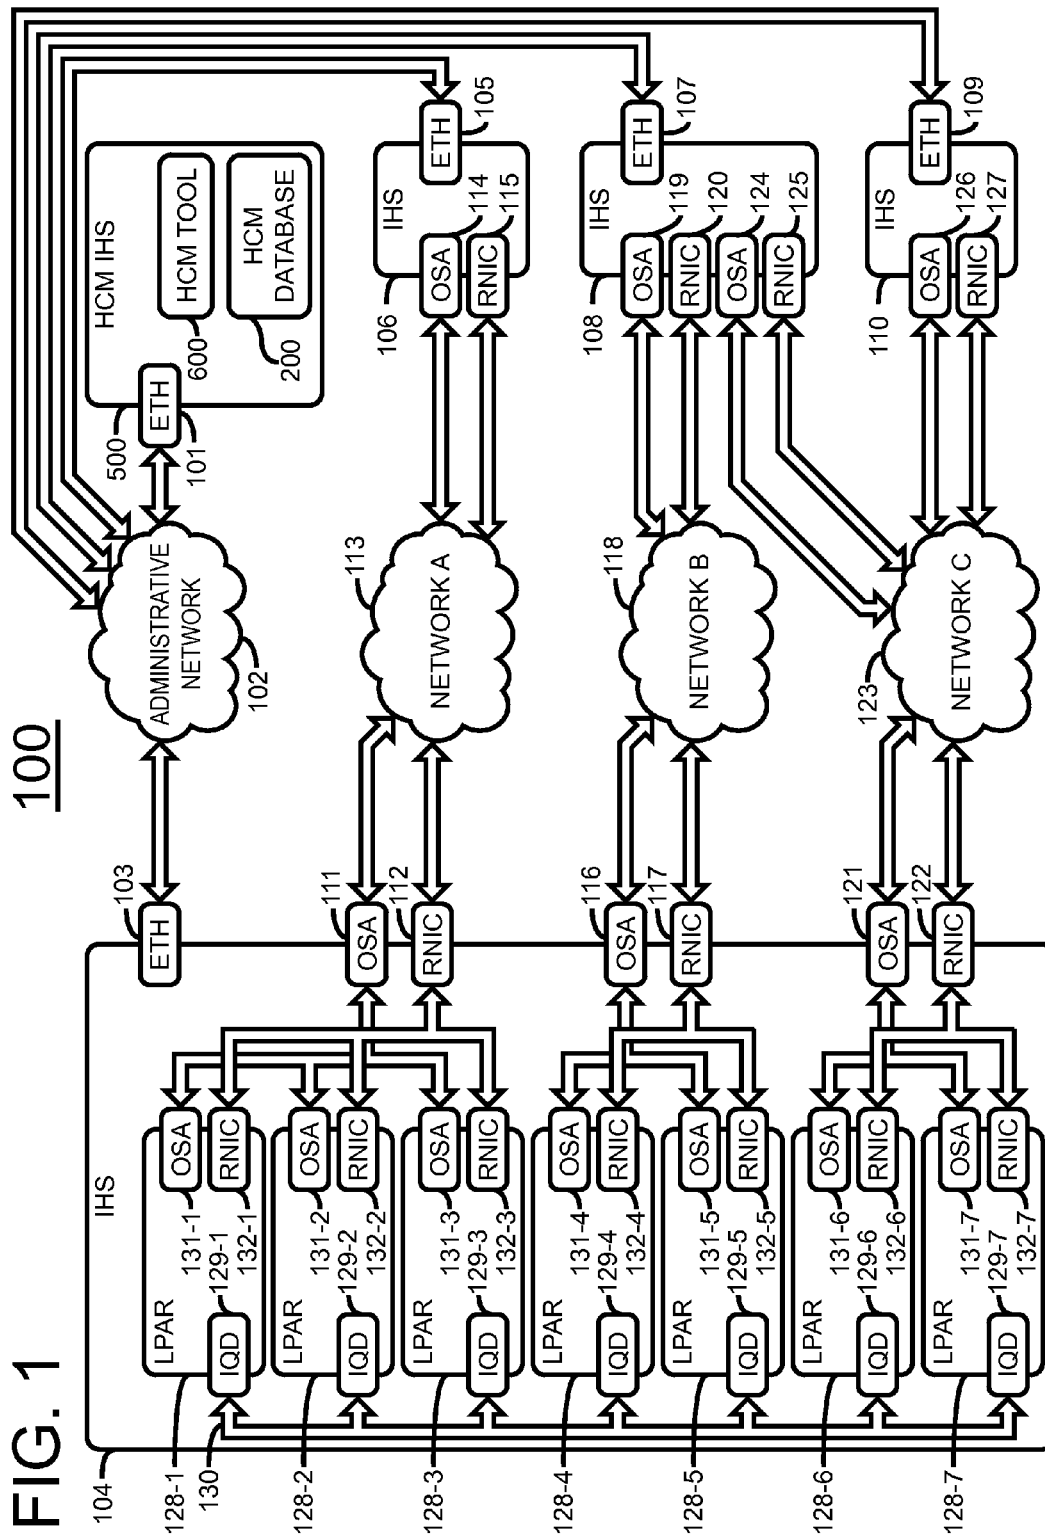 FIG. 1
100
104
IHS
128-1
LPAR
130
IQD
129-1
131-1
OSA
132-1
RNIC
128-2
LPAR
IQD
129-2
131-2
OSA
132-2
RNIC
128-3
LPAR
IQD
129-3
131-3
OSA
132-3
RNIC
128-4
LPAR
IQD
129-4
131-4
OSA
132-4
RNIC
128-5
LPAR
IQD
129-5
131-5
OSA
132-5
RNIC
128-6
LPAR
IQD
129-6
131-6
OSA
132-6
RNIC
128-7
LPAR
IQD
129-7
131-7
OSA
132-7
RNIC
ETH
103
OSA
111
RNIC
112
OSA
116
RNIC
117
OSA
121
RNIC
122
ADMINISTRATIVE
NETWORK
102
NETWORK A
113
NETWORK B
118
NETWORK C
123
HCM IHS
500
ETH
101
HCM TOOL
600
HCM
DATABASE
200
IHS
106
ETH
105
OSA
114
RNIC
115
IHS
108
ETH
107
OSA
119
RNIC
120
OSA
124
RNIC
125
IHS
110
ETH
109
OSA
126
RNIC
127